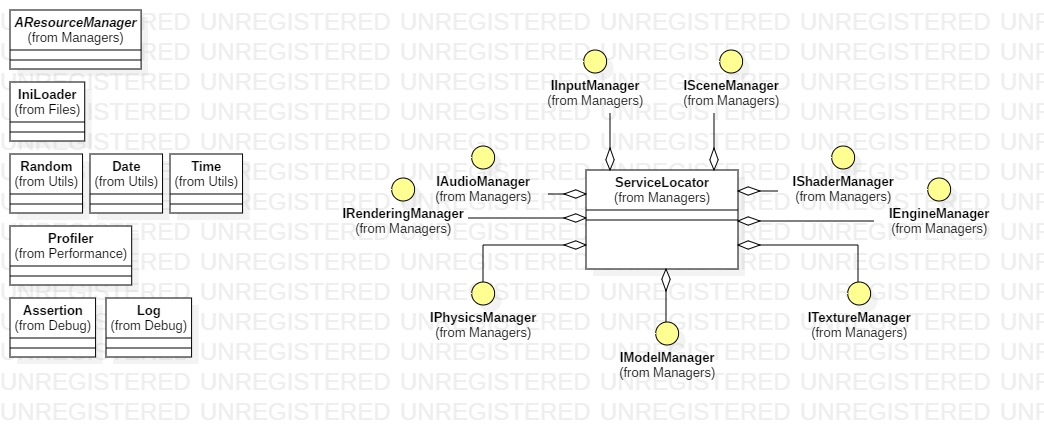 AResourceManager
(from Managers)
IniLoader
(from Files)
Random
(from Utils)
Date
(from Utils)
Time
(from Utils)
Profiler
(from Performance)
Assertion
(from Debug)
Log
(from Debug)
IInputManager
(from Managers)
ISceneManager
(from Managers)
IAudioManager
(from Managers)
IRenderingManager
(from Managers)
ServiceLocator
(from Managers)
IShaderManager
(from Managers)
IEngineManager
(from Managers)
IPhysicsManager
(from Managers)
IModelManager
(from Managers)
ITextureManager
(from Managers)
UNREGISTERED UNREGISTERED UNREGISTERED UNREGISTERED UNREGISTERED